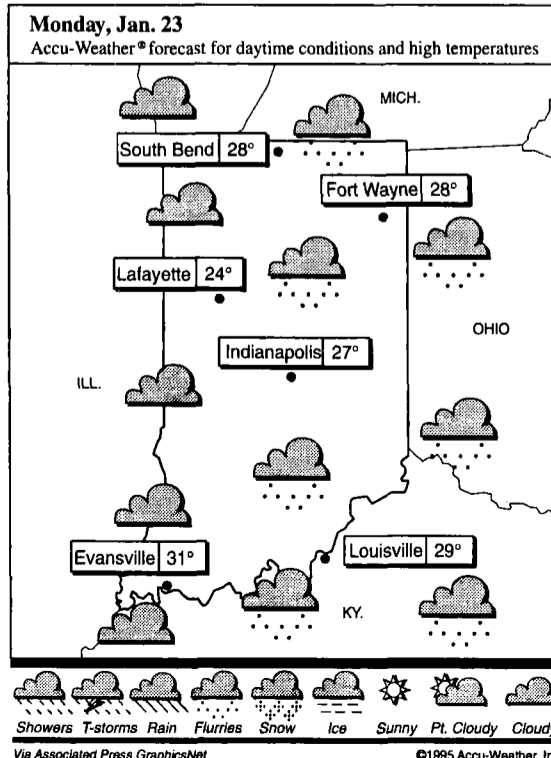 Monday, Jan. 23
Accu-Weather® forecast for daytime conditions and high temperatures
MICH.
South Bend 28°
Fort Wayne 28°
Lafayette 24°
OHIO
Indianapolis 27°
ILL.
Evansville 31°
Louisville 29°
KY.
Showers T-storms Rain Flurries Snow Ice Sunny Pt. Cloudy Cloudy
Via Associated Press GraphicsNet ©1995 Accu-Weather, In